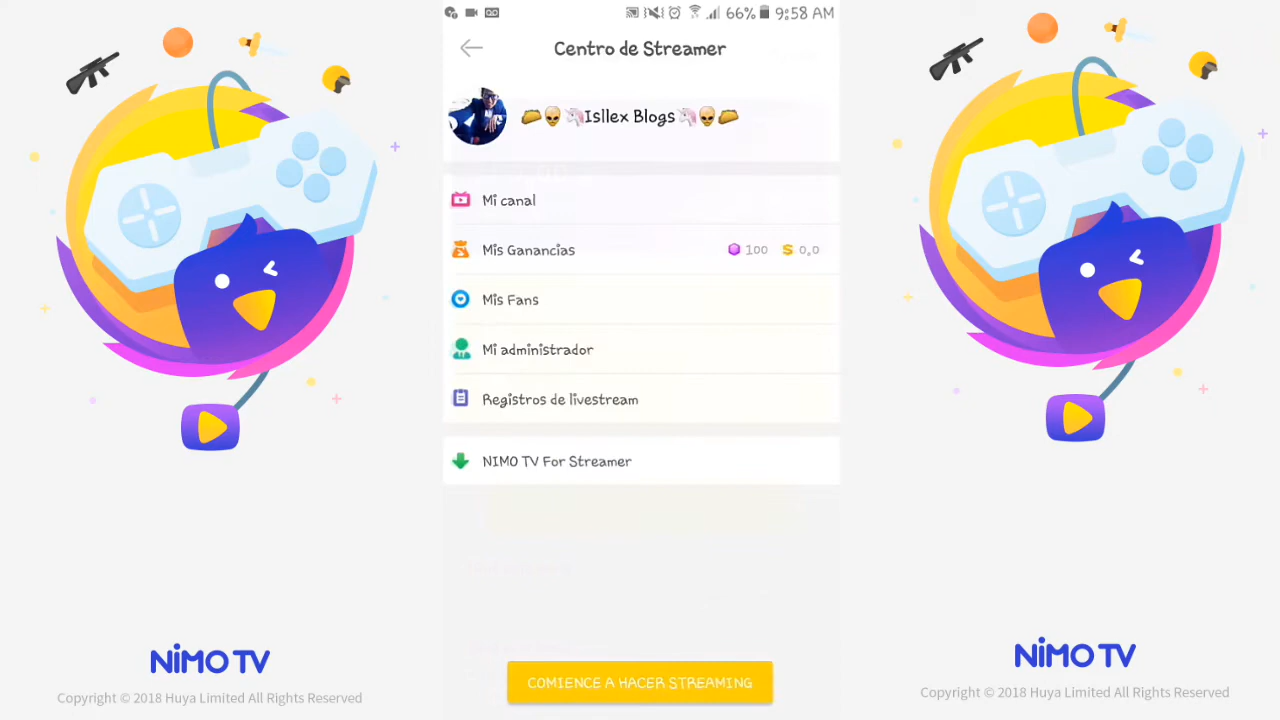 66% 9:58 AM
Centro de Streamer
🌮👽🦄Isllex Blogs🦄👽🌮
Mi canal
Mis Ganancias 100 0,0
Mis Fans
Mi administrador
Registros de livestream
NIMO TV For Streamer
COMIENCE A HACER STREAMING
NIMO TV
Copyright © 2018 Huya Limited All Rights Reserved
NIMO TV
Copyright © 2018 Huya Limited All Rights Reserved